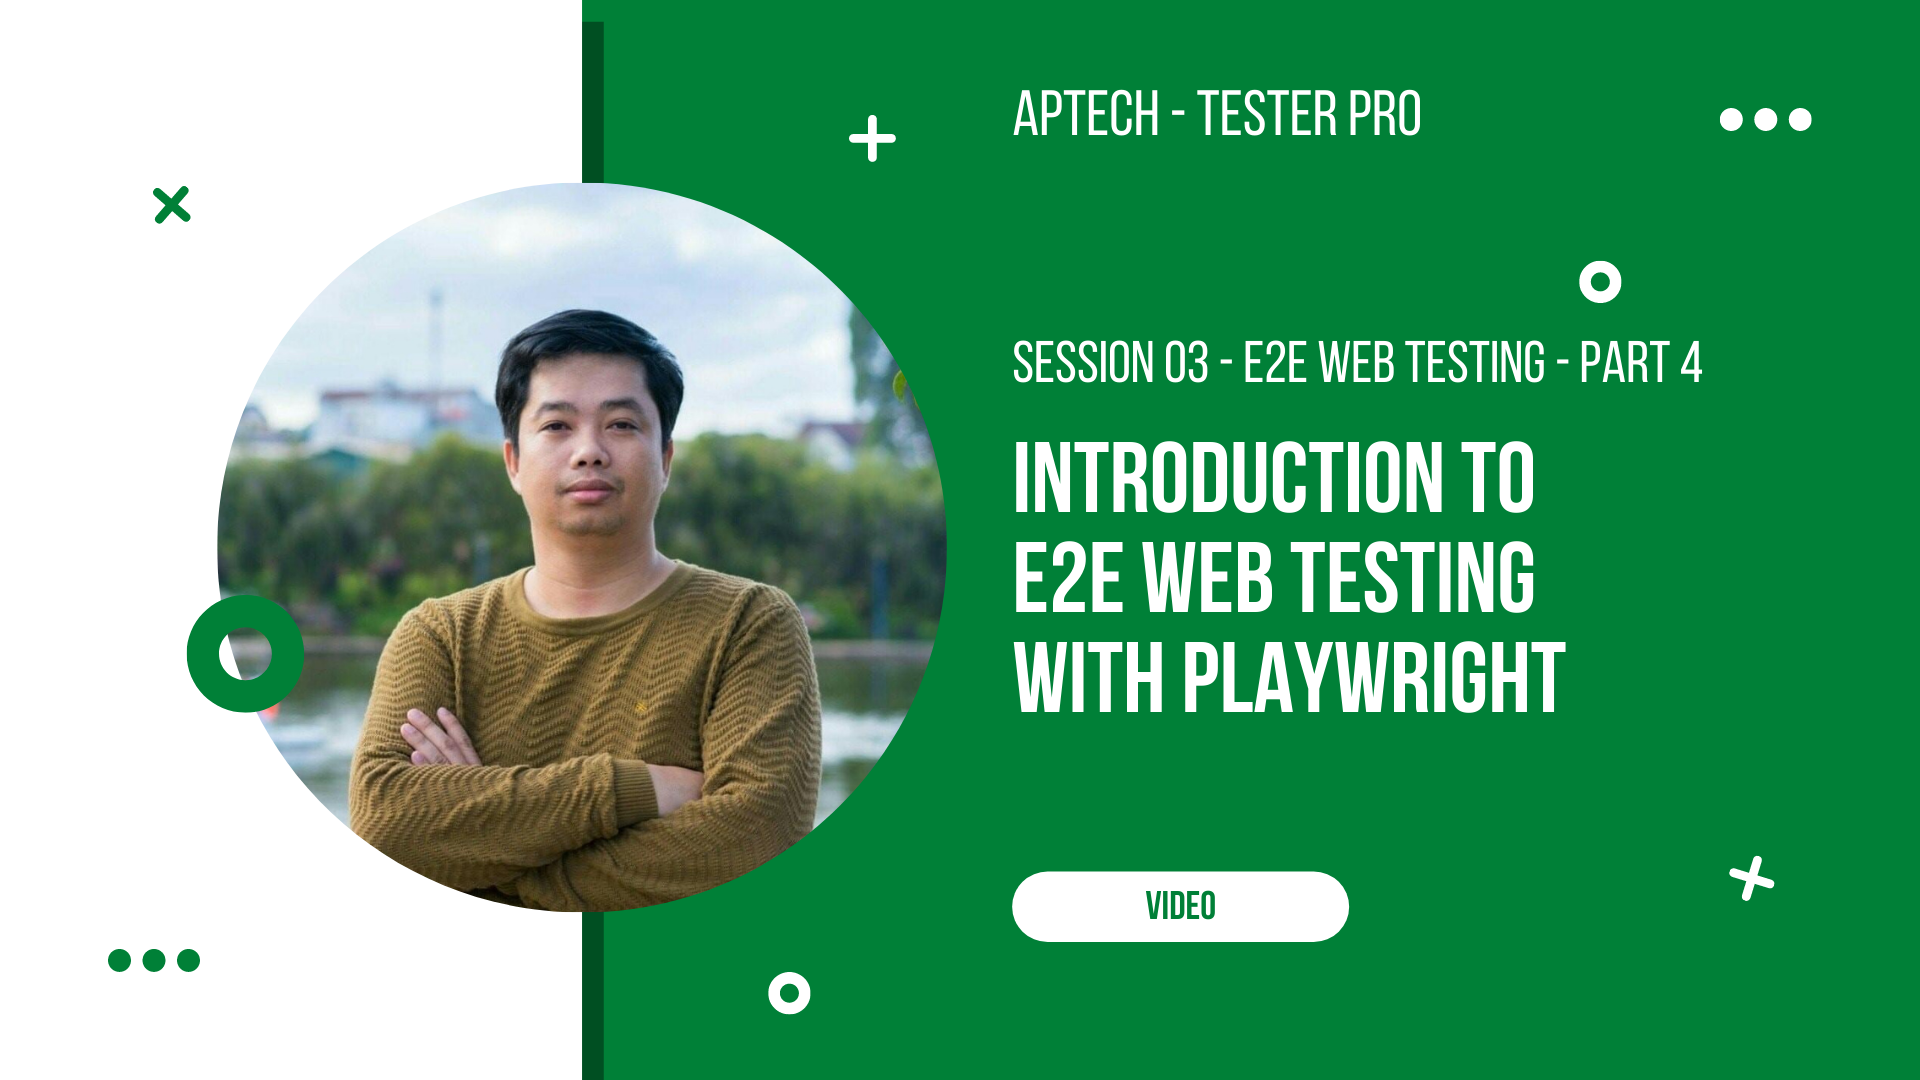 APTECH - TESTER PRO
SESSION 03 - E2E WEB TESTING - PART 4
INTRODUCTION TO
E2E WEB TESTING
WITH PLAYWRIGHT
VIDEO